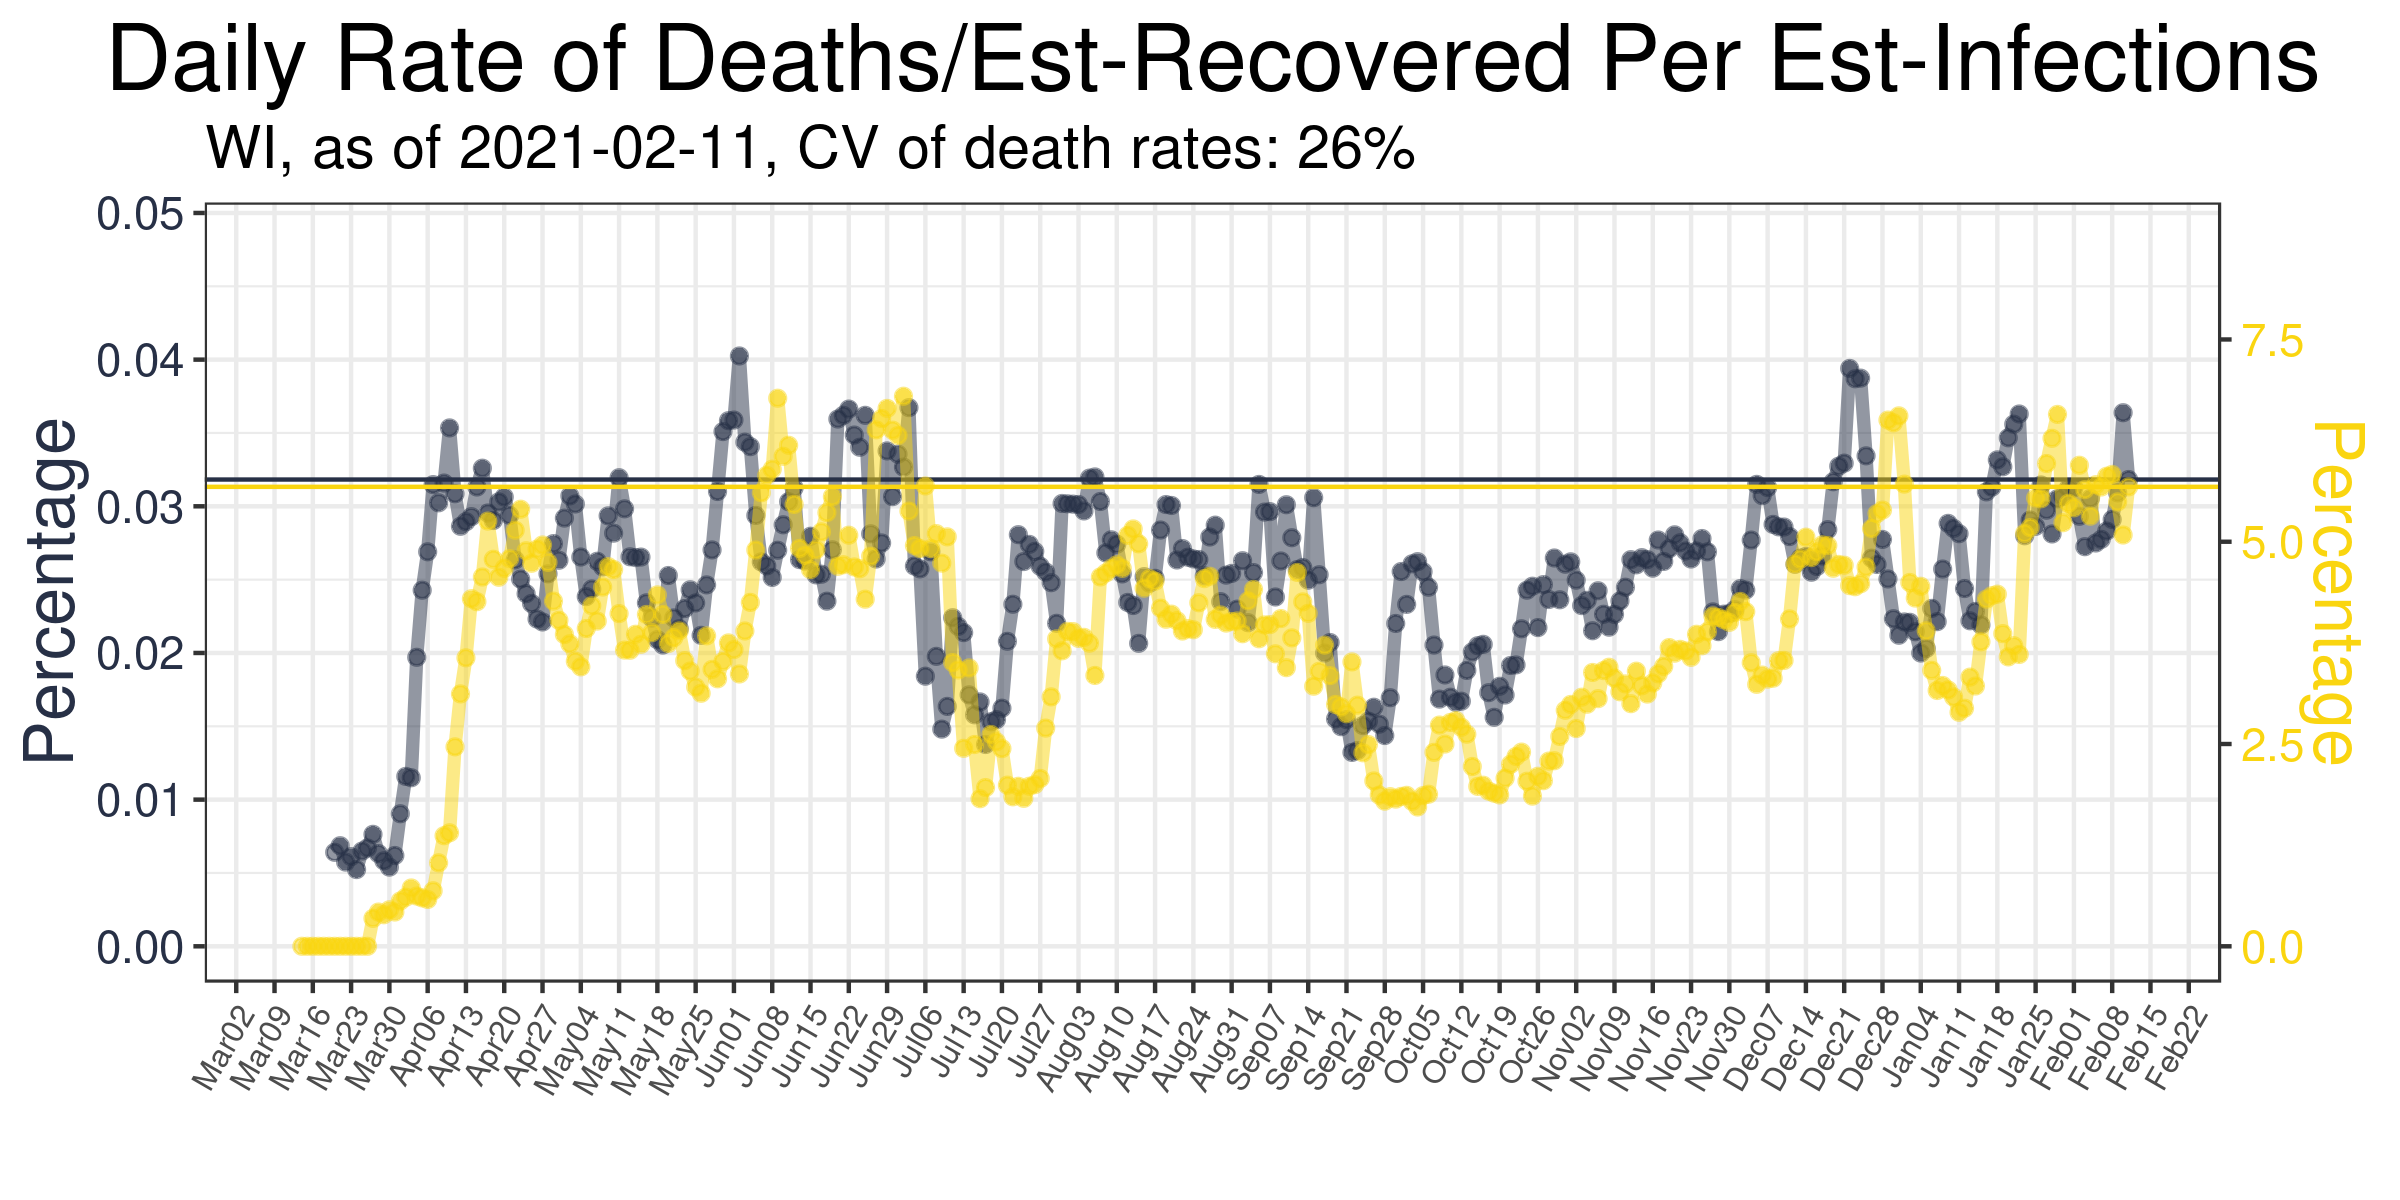 Daily Rate of Deaths/Est-Recovered Per Est-Infections
WI, as of 2021-02-11, CV of death rates: 26%
Percentage
0.05
0.04
0.03
0.02
0.01
0.00
7.5
5.0
2.5
0.0
Percentage
Mar02
Mar09
Mar16
Mar23
Mar30
Apr06
Apr13
Apr20
Apr27
May04
May11
May18
May25
Jun01
Jun08
Jun15
Jun22
Jun29
Jul06
Jul13
Jul20
Jul27
Aug03
Aug10
Aug17
Aug24
Aug31
Sep07
Sep14
Sep21
Sep28
Oct05
Oct12
Oct19
Oct26
Nov02
Nov09
Nov16
Nov23
Nov30
Dec07
Dec14
Dec21
Dec28
Jan04
Jan11
Jan18
Jan25
Feb01
Feb08
Feb15
Feb22